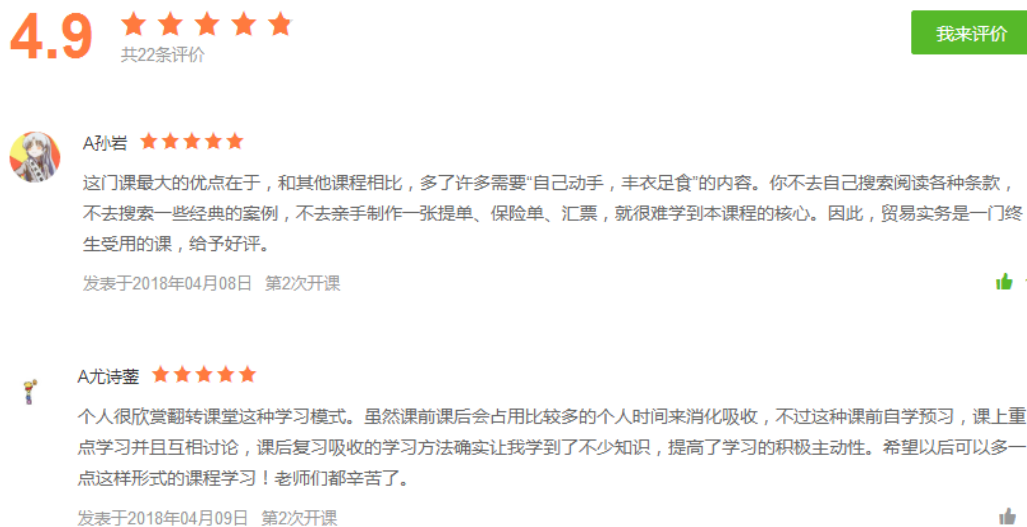 4.9
共22条评价
我来评价
A孙岩
这门课最大的优点在于，和其他课程相比，多了许多需要“自己动手，丰衣足食”的内容。你不去自己搜索阅读各种条款，
不去搜索一些经典的案例，不去亲手制作一张提单、保险单、汇票，就很难学到本课程的核心。因此，贸易实务是一门终
生受用的课，给予好评。
发表于2018年04月08日 第2次开课
A尤诗蓥
个人很欣赏翻转课堂这种学习模式。虽然课前课后会占用比较多的个人时间来消化吸收，不过这种课前自学预习，课上重
点学习并且互相讨论，课后复习吸收的学习方法确实让我学到了不少知识，提高了学习的积极主动性。希望以后可以多一
点这样形式的课程学习！老师们都辛苦了。
发表于2018年04月09日 第2次开课